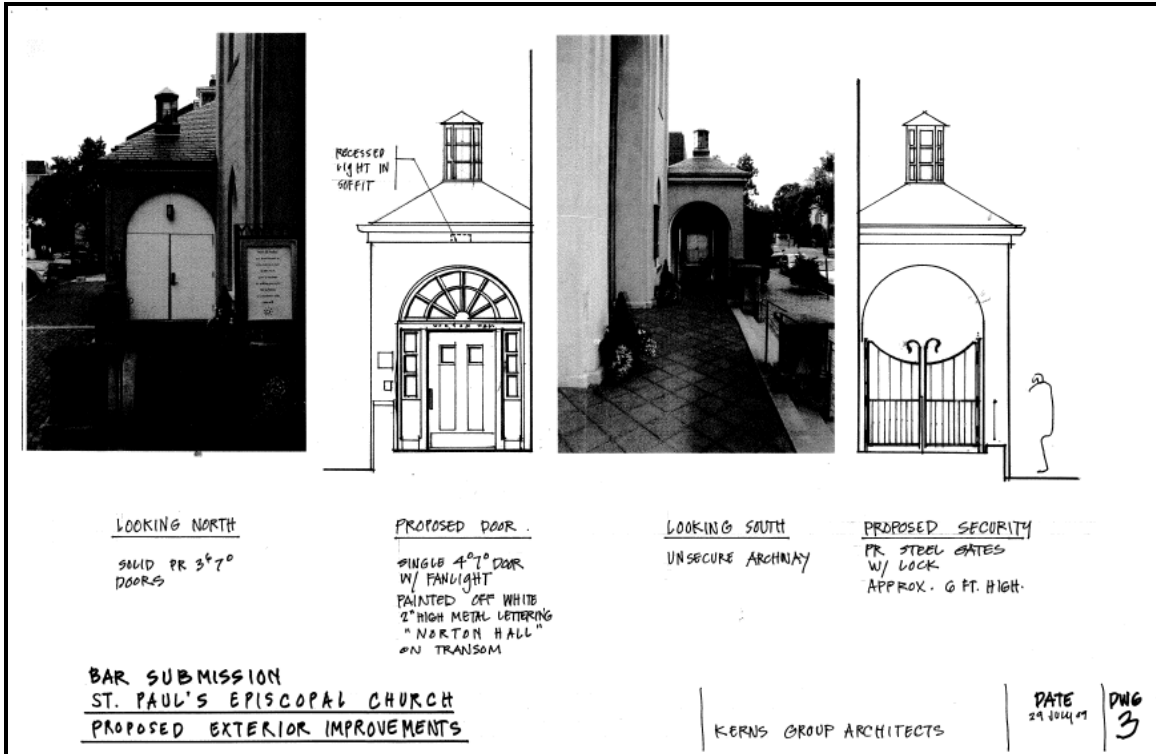 RECESSED
LIGHT IN
SOFFIT
NORTON HALL
LOOKING NORTH
SOLID PR 3⁶7⁰
DOORS
PROPOSED DOOR.
SINGLE 4⁰7⁰ DOOR
W/ FANLIGHT
PAINTED OFF WHITE
2" HIGH METAL LETTERING
"NORTON HALL"
ON TRANSOM
LOOKING SOUTH
UNSECURE ARCHWAY
PROPOSED SECURITY
PR STEEL GATES
W/ LOCK
APPROX. 6 FT. HIGH.
BAR SUBMISSION
ST. PAUL'S EPISCOPAL CHURCH
PROPOSED EXTERIOR IMPROVEMENTS
KERNS GROUP ARCHITECTS
DATE
29 JULY 09
DWG
3